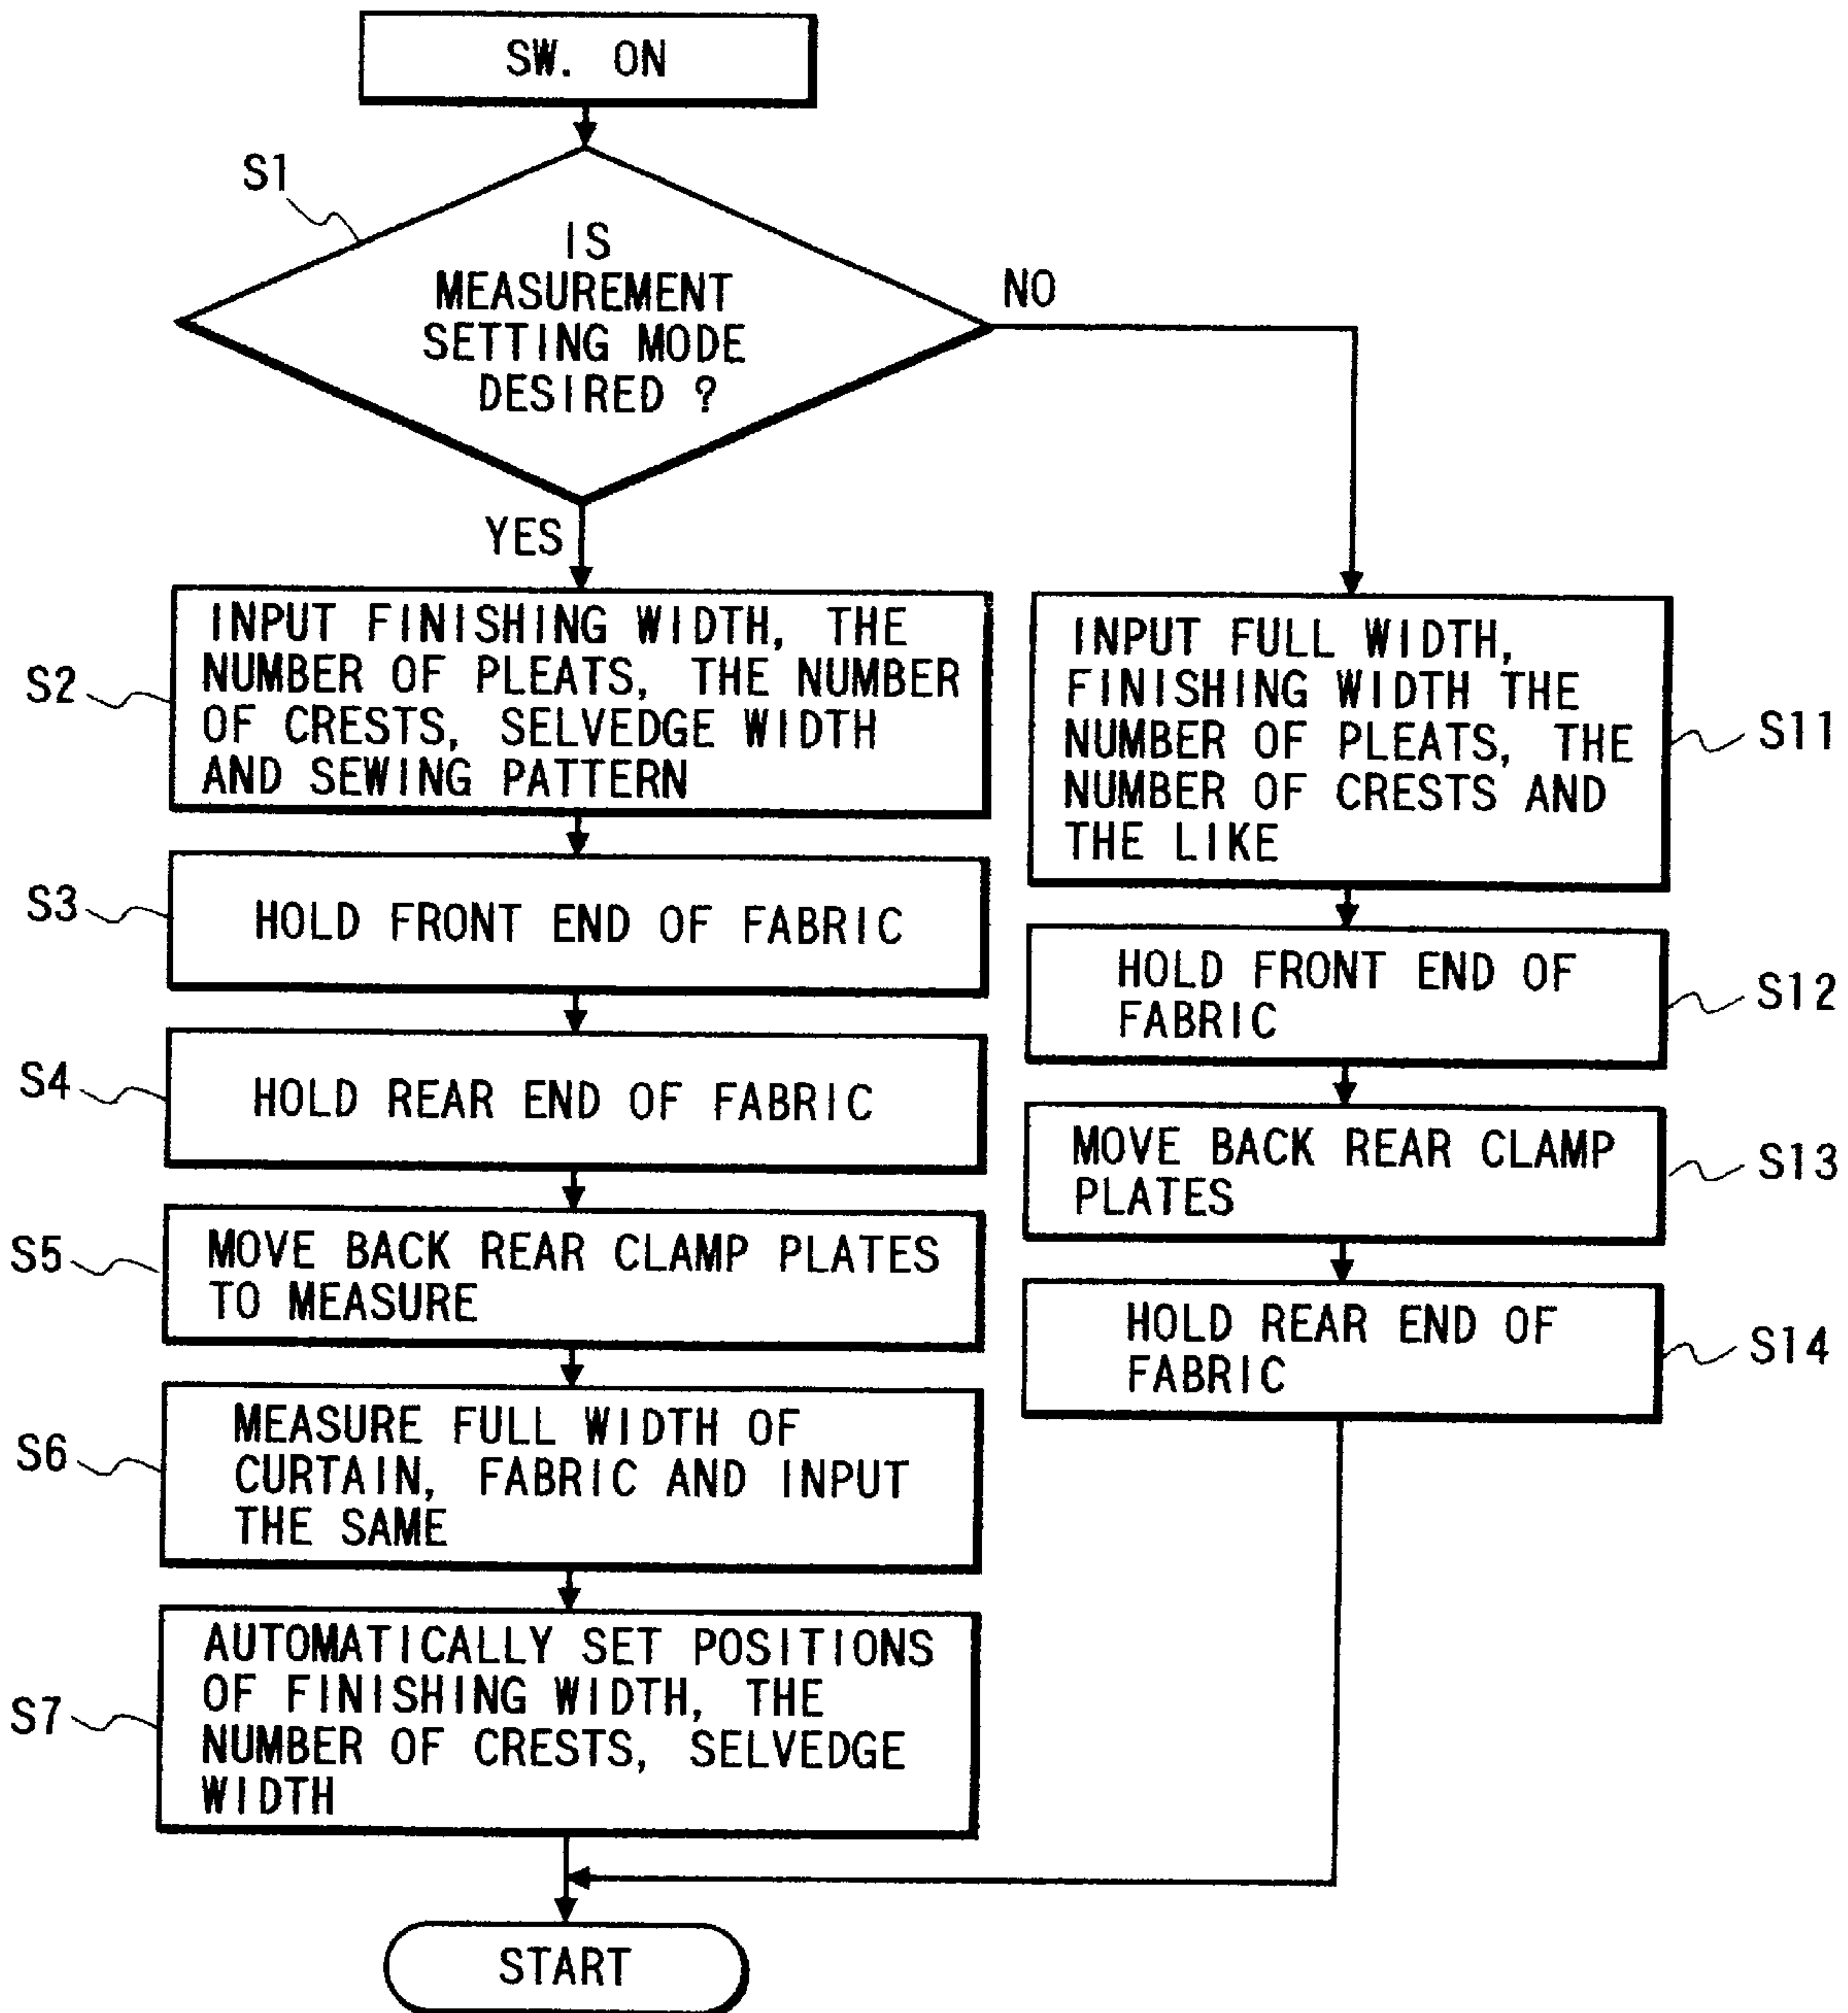 SW. ON
S1
IS
MEASUREMENT
SETTING MODE
DESIRED ?
NO
YES
S2
INPUT FINISHING WIDTH, THE
NUMBER OF PLEATS, THE NUMBER
OF CRESTS, SELVEDGE WIDTH
AND SEWING PATTERN
S3
HOLD FRONT END OF FABRIC
S4
HOLD REAR END OF FABRIC
S5
MOVE BACK REAR CLAMP PLATES
TO MEASURE
S6
MEASURE FULL WIDTH OF
CURTAIN, FABRIC AND INPUT
THE SAME
S7
AUTOMATICALLY SET POSITIONS
OF FINISHING WIDTH, THE
NUMBER OF CRESTS, SELVEDGE
WIDTH
INPUT FULL WIDTH,
FINISHING WIDTH THE
NUMBER OF PLEATS, THE
NUMBER OF CRESTS AND
THE LIKE
S11
HOLD FRONT END OF
FABRIC
S12
MOVE BACK REAR CLAMP
PLATES
S13
HOLD REAR END OF
FABRIC
S14
START